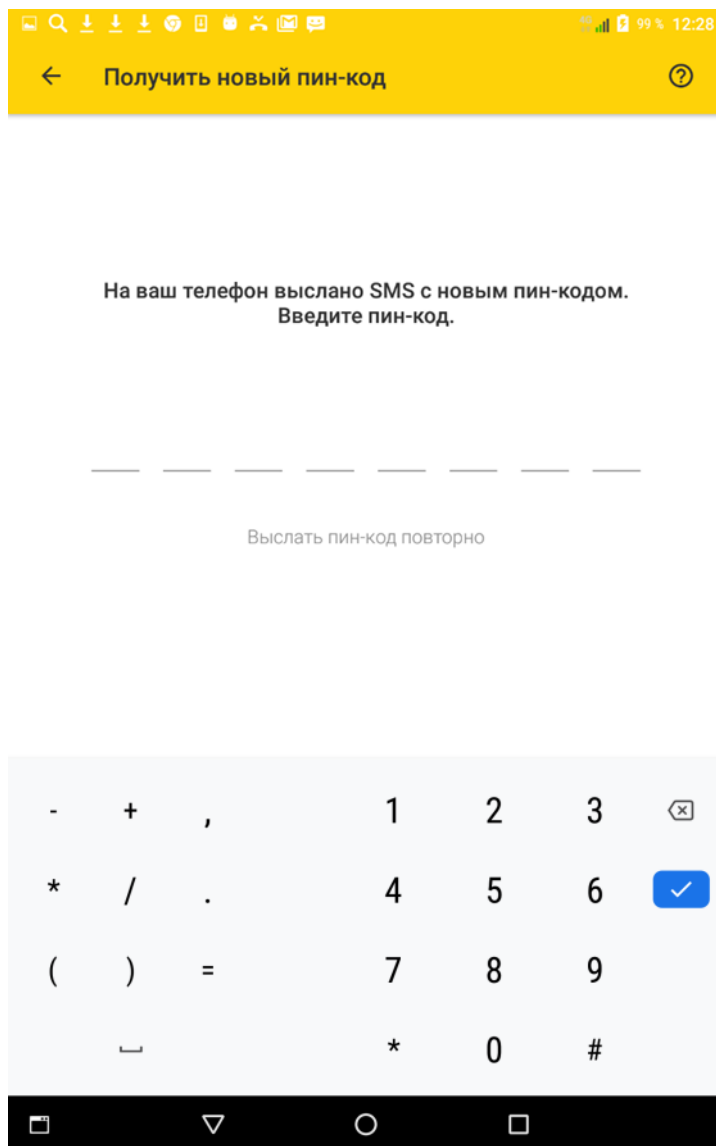 4G 99 % 12:28
Получить новый пин-код
На ваш телефон выслано SMS с новым пин-кодом.
Введите пин-код.
Выслать пин-код повторно
- + , 1 2 3
* / . 4 5 6
( ) = 7 8 9
* 0 #